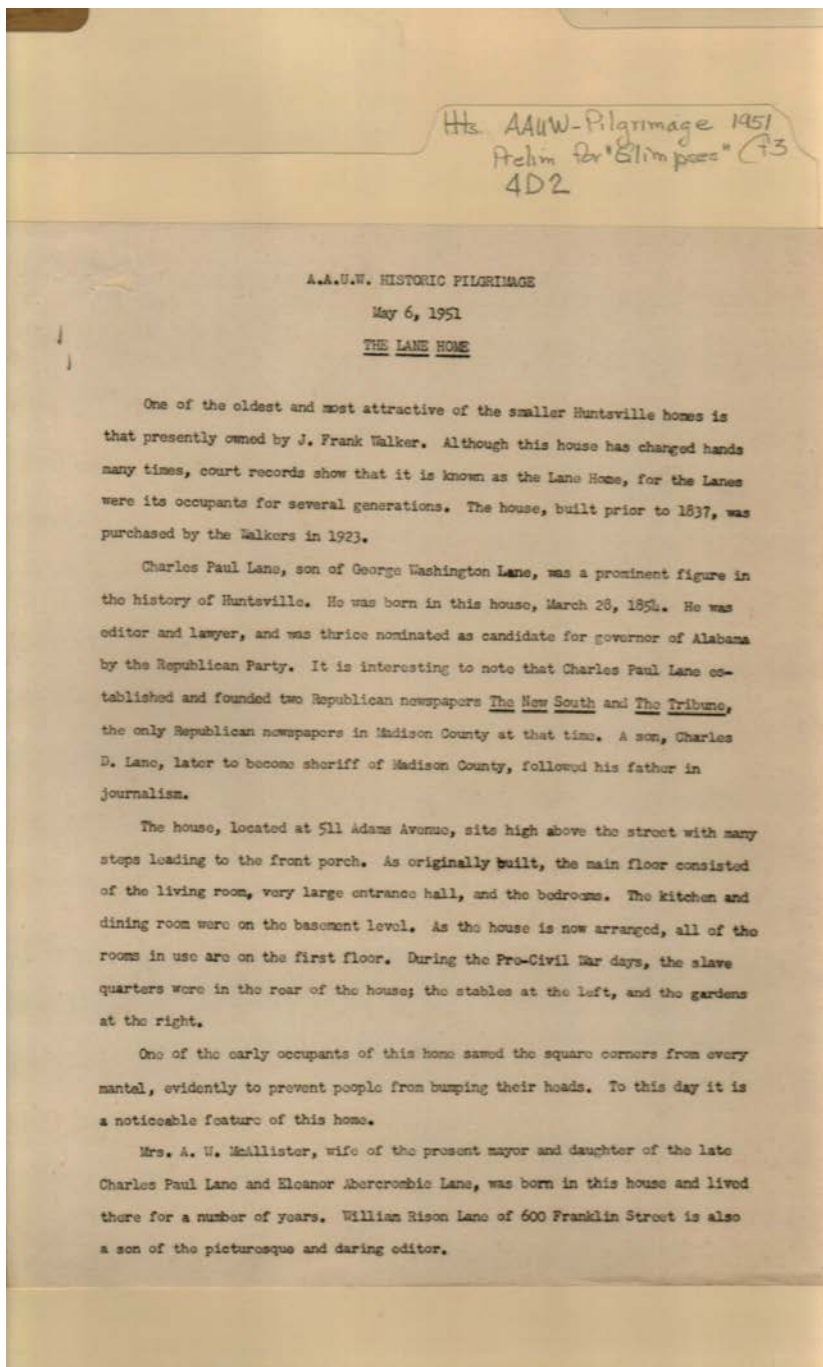 Hts. AAUW-Pilgrimage 1951
Prelim for "Glimpses"
4D2
A.A.U.W. HISTORIC PILGRIMAGE
May 6, 1951
THE LANE HOME
One of the oldest and most attractive of the smaller Huntsville homes is
that presently owned by J. Frank Walker. Although this house has changed hands
many times, court records show that it is known as the Lane Home, for the Lanes
were its occupants for several generations. The house, built prior to 1837, was
purchased by the Walkers in 1923.
Charles Paul Lane, son of George Washington Lane, was a prominent figure in
the history of Huntsville. He was born in this house, March 28, 1854. He was
editor and lawyer, and was thrice nominated as candidate for governor of Alabama
by the Republican Party. It is interesting to note that Charles Paul Lane es-
tablished and founded two Republican newspapers The New South and The Tribune,
the only Republican newspapers in Madison County at that time. A son, Charles
D. Lane, later to become sheriff of Madison County, followed his father in
journalism.
The house, located at 511 Adams Avenue, sits high above the street with many
steps leading to the front porch. As originally built, the main floor consisted
of the living room, very large entrance hall, and the bedrooms. The kitchen and
dining room were on the basement level. As the house is now arranged, all of the
rooms in use are on the first floor. During the Pre-Civil War days, the slave
quarters were in the rear of the house; the stables at the left, and the gardens
at the right.
One of the early occupants of this home sawed the square corners from every
mantel, evidently to prevent people from bumping their heads. To this day it is
a noticeable feature of this home.
Mrs. A. W. McAllister, wife of the present mayor and daughter of the late
Charles Paul Lane and Eleanor Abercrombie Lane, was born in this house and lived
there for a number of years. William Rison Lane of 600 Franklin Street is also
a son of the picturesque and daring editor.